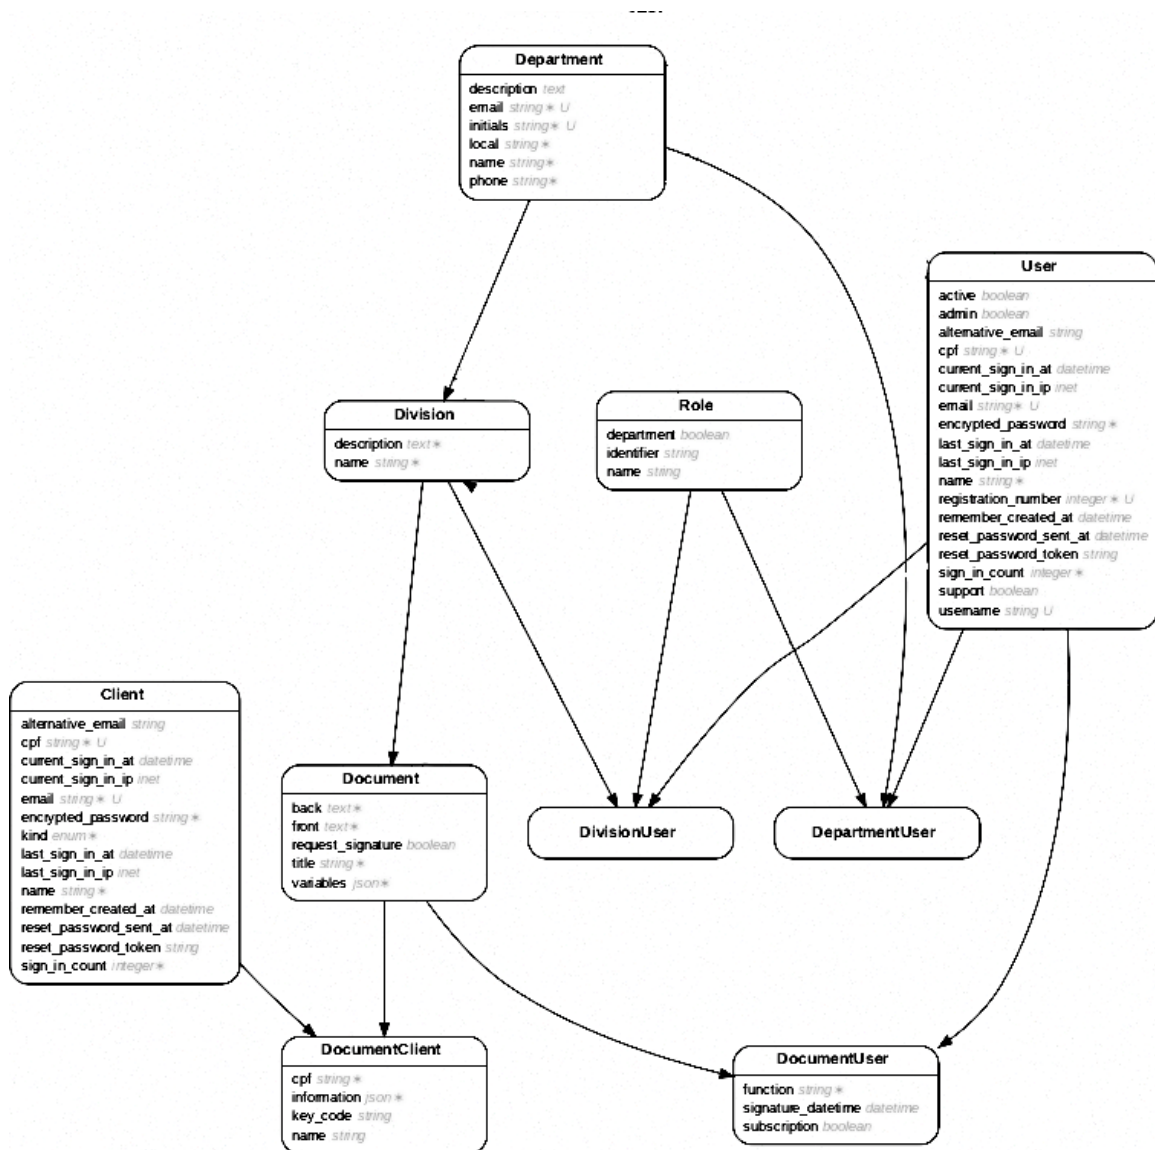 Department
description text
email string * U
initials string * U
local string *
name string *
phone string *
User
active boolean
admin boolean
alternative_email string
cpf string * U
current_sign_in_at datetime
current_sign_in_ip inet
email string * U
encrypted_password string *
last_sign_in_at datetime
last_sign_in_ip inet
name string *
registration_number integer * U
remember_created_at datetime
reset_password_sent_at datetime
reset_password_token string
sign_in_count integer *
support boolean
username string U
Division
description text *
name string *
Role
department boolean
identifier string
name string
Client
alternative_email string
cpf string * U
current_sign_in_at datetime
current_sign_in_ip inet
email string * U
encrypted_password string *
kind enum *
last_sign_in_at datetime
last_sign_in_ip inet
name string *
remember_created_at datetime
reset_password_sent_at datetime
reset_password_token string
sign_in_count integer *
Document
back text *
front text *
request_signature boolean
title string *
variables json *
DivisionUser
DepartmentUser
DocumentClient
cpf string *
information json *
key_code string
name string
DocumentUser
function string *
signature_datetime datetime
subscription boolean